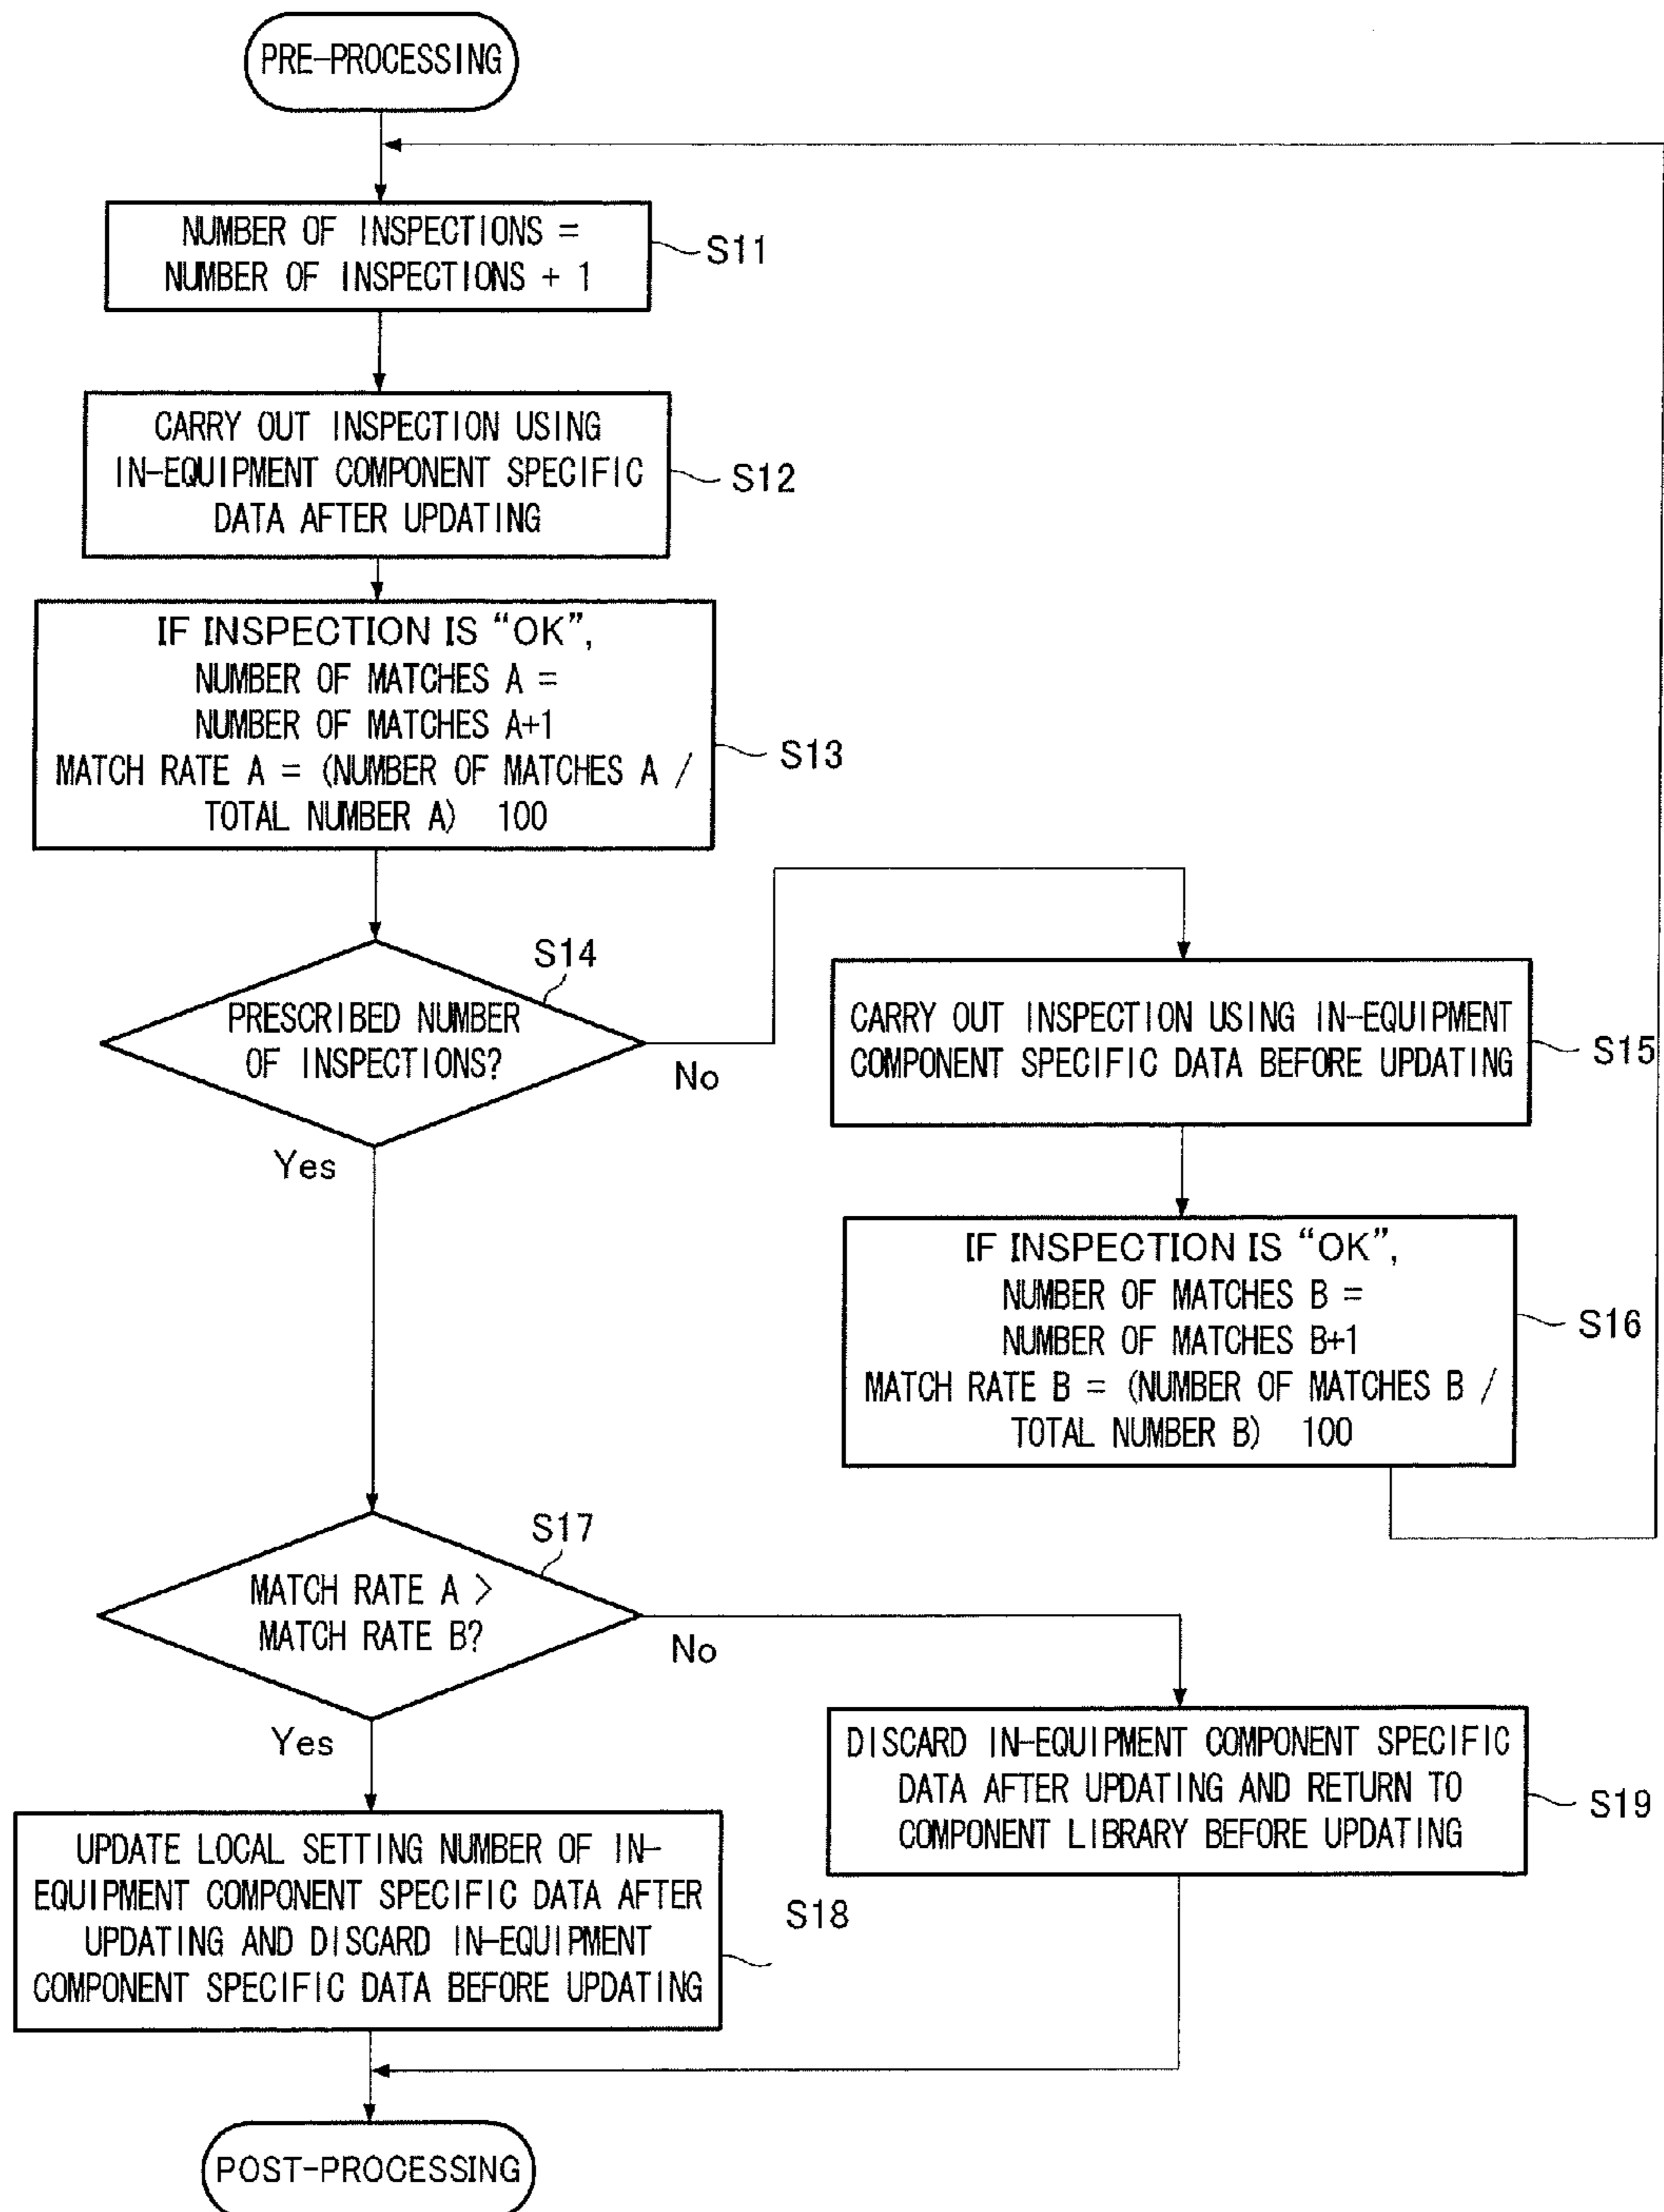 PRE-PROCESSING
NUMBER OF INSPECTIONS =
NUMBER OF INSPECTIONS + 1
S11
CARRY OUT INSPECTION USING
IN-EQUIPMENT COMPONENT SPECIFIC
DATA AFTER UPDATING
S12
IF INSPECTION IS “OK”,
NUMBER OF MATCHES A =
NUMBER OF MATCHES A+1
MATCH RATE A = (NUMBER OF MATCHES A /
TOTAL NUMBER A) 100
S13
S14
PRESCRIBED NUMBER
OF INSPECTIONS?
No
Yes
CARRY OUT INSPECTION USING IN-EQUIPMENT
COMPONENT SPECIFIC DATA BEFORE UPDATING
S15
IF INSPECTION IS “OK”,
NUMBER OF MATCHES B =
NUMBER OF MATCHES B+1
MATCH RATE B = (NUMBER OF MATCHES B /
TOTAL NUMBER B) 100
S16
S17
MATCH RATE A >
MATCH RATE B?
No
Yes
DISCARD IN-EQUIPMENT COMPONENT SPECIFIC
DATA AFTER UPDATING AND RETURN TO
COMPONENT LIBRARY BEFORE UPDATING
S19
UPDATE LOCAL SETTING NUMBER OF IN-
EQUIPMENT COMPONENT SPECIFIC DATA AFTER
UPDATING AND DISCARD IN-EQUIPMENT
COMPONENT SPECIFIC DATA BEFORE UPDATING
S18
POST-PROCESSING